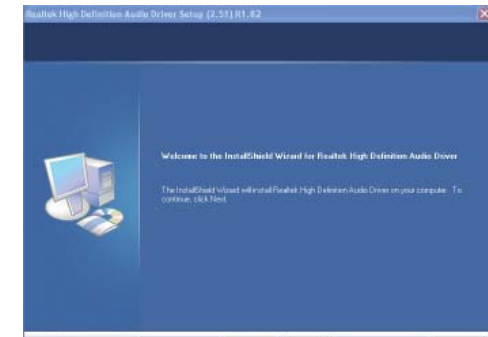 Realtek High Definition Audio Driver Setup (2.51) R1.82
Welcome to the InstallShield Wizard for Realtek High Definition Audio Driver
The InstallShield Wizard will install Realtek High Definition Audio Driver on your computer. To
continue, click Next.